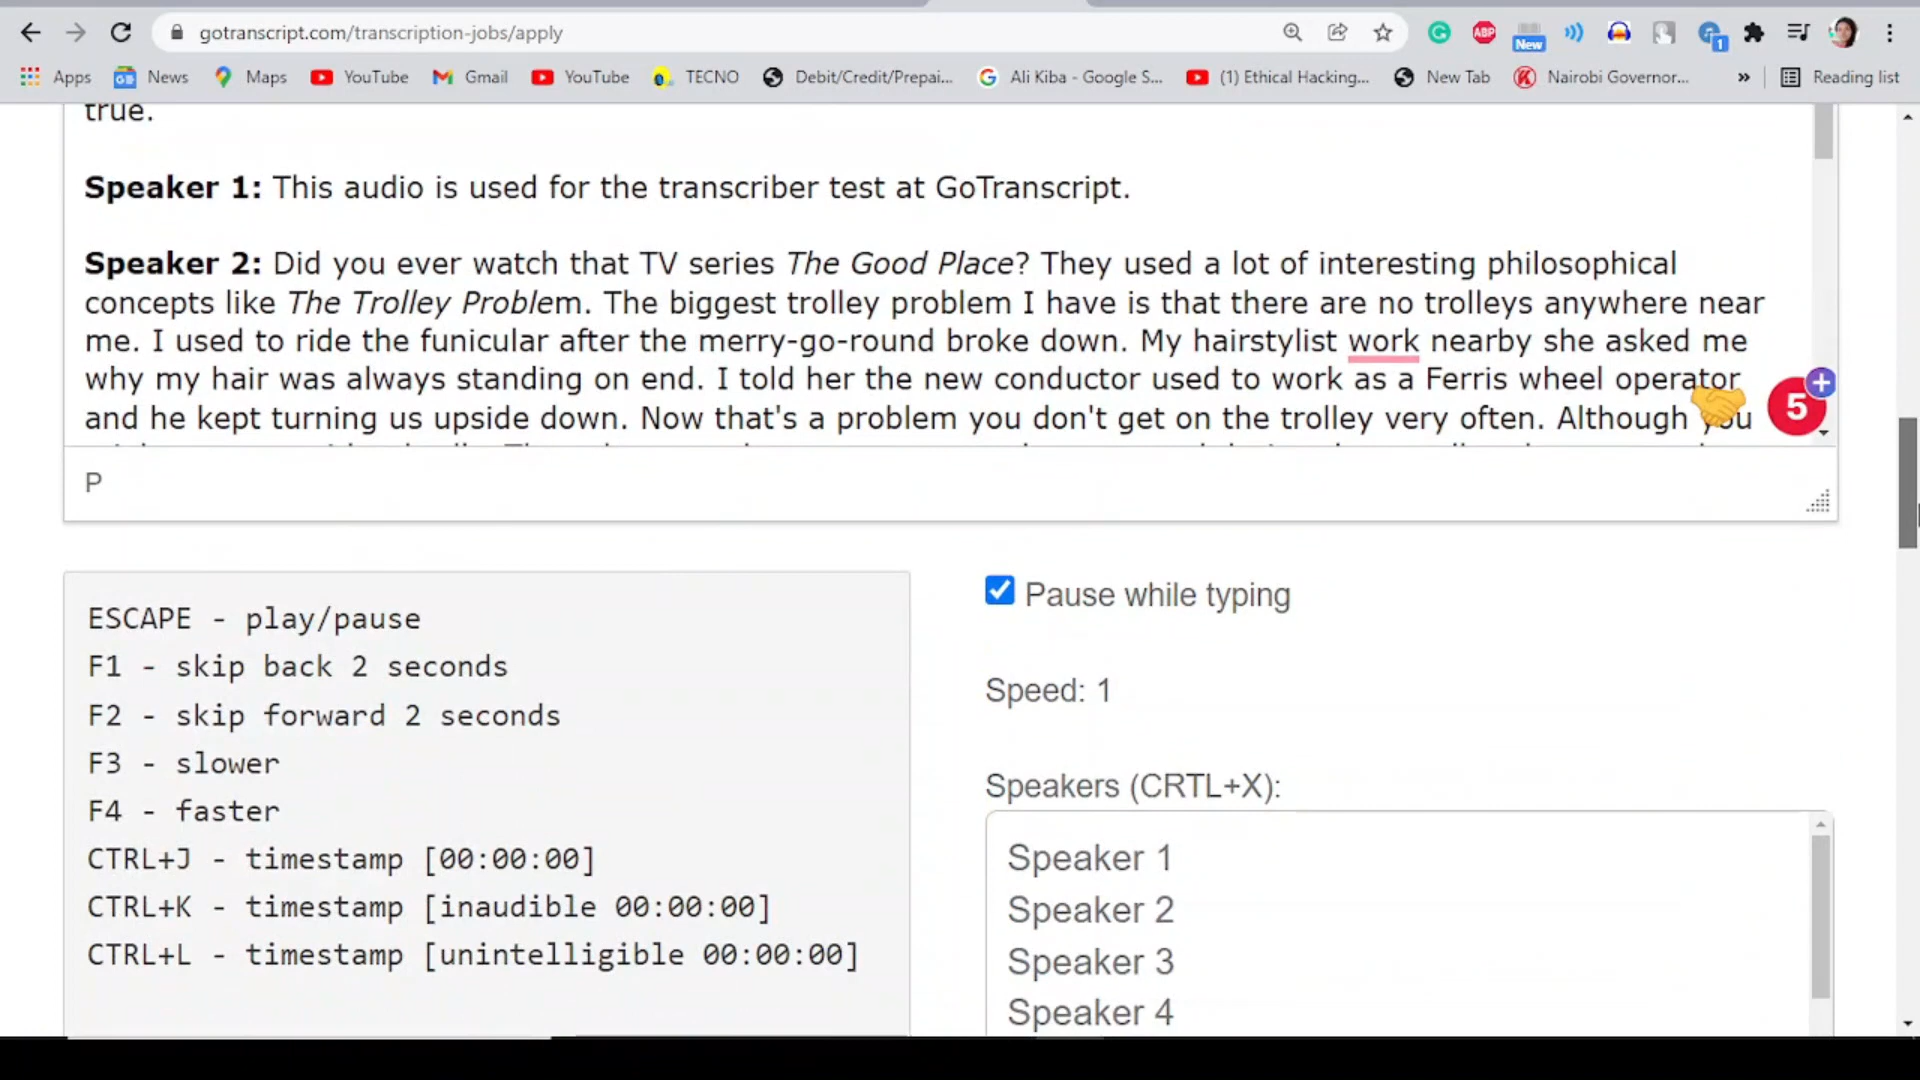 gotranscript.com/transcription-jobs/apply
New
1
Apps
News
Maps
YouTube
Gmail
YouTube
TECNO
Debit/Credit/Prepai...
Ali Kiba - Google S...
(1) Ethical Hacking...
New Tab
Nairobi Governor...
»
Reading list
true.
Speaker 1: This audio is used for the transcriber test at GoTranscript.
Speaker 2: Did you ever watch that TV series The Good Place? They used a lot of interesting philosophical
concepts like The Trolley Problem. The biggest trolley problem I have is that there are no trolleys anywhere near
me. I used to ride the funicular after the merry-go-round broke down. My hairstylist work nearby she asked me
why my hair was always standing on end. I told her the new conductor used to work as a Ferris wheel operator
and he kept turning us upside down. Now that's a problem you don't get on the trolley very often. Although you
5
P
ESCAPE - play/pause
F1 - skip back 2 seconds
F2 - skip forward 2 seconds
F3 - slower
F4 - faster
CTRL+J - timestamp [00:00:00]
CTRL+K - timestamp [inaudible 00:00:00]
CTRL+L - timestamp [unintelligible 00:00:00]
Pause while typing
Speed: 1
Speakers (CRTL+X):
Speaker 1
Speaker 2
Speaker 3
Speaker 4